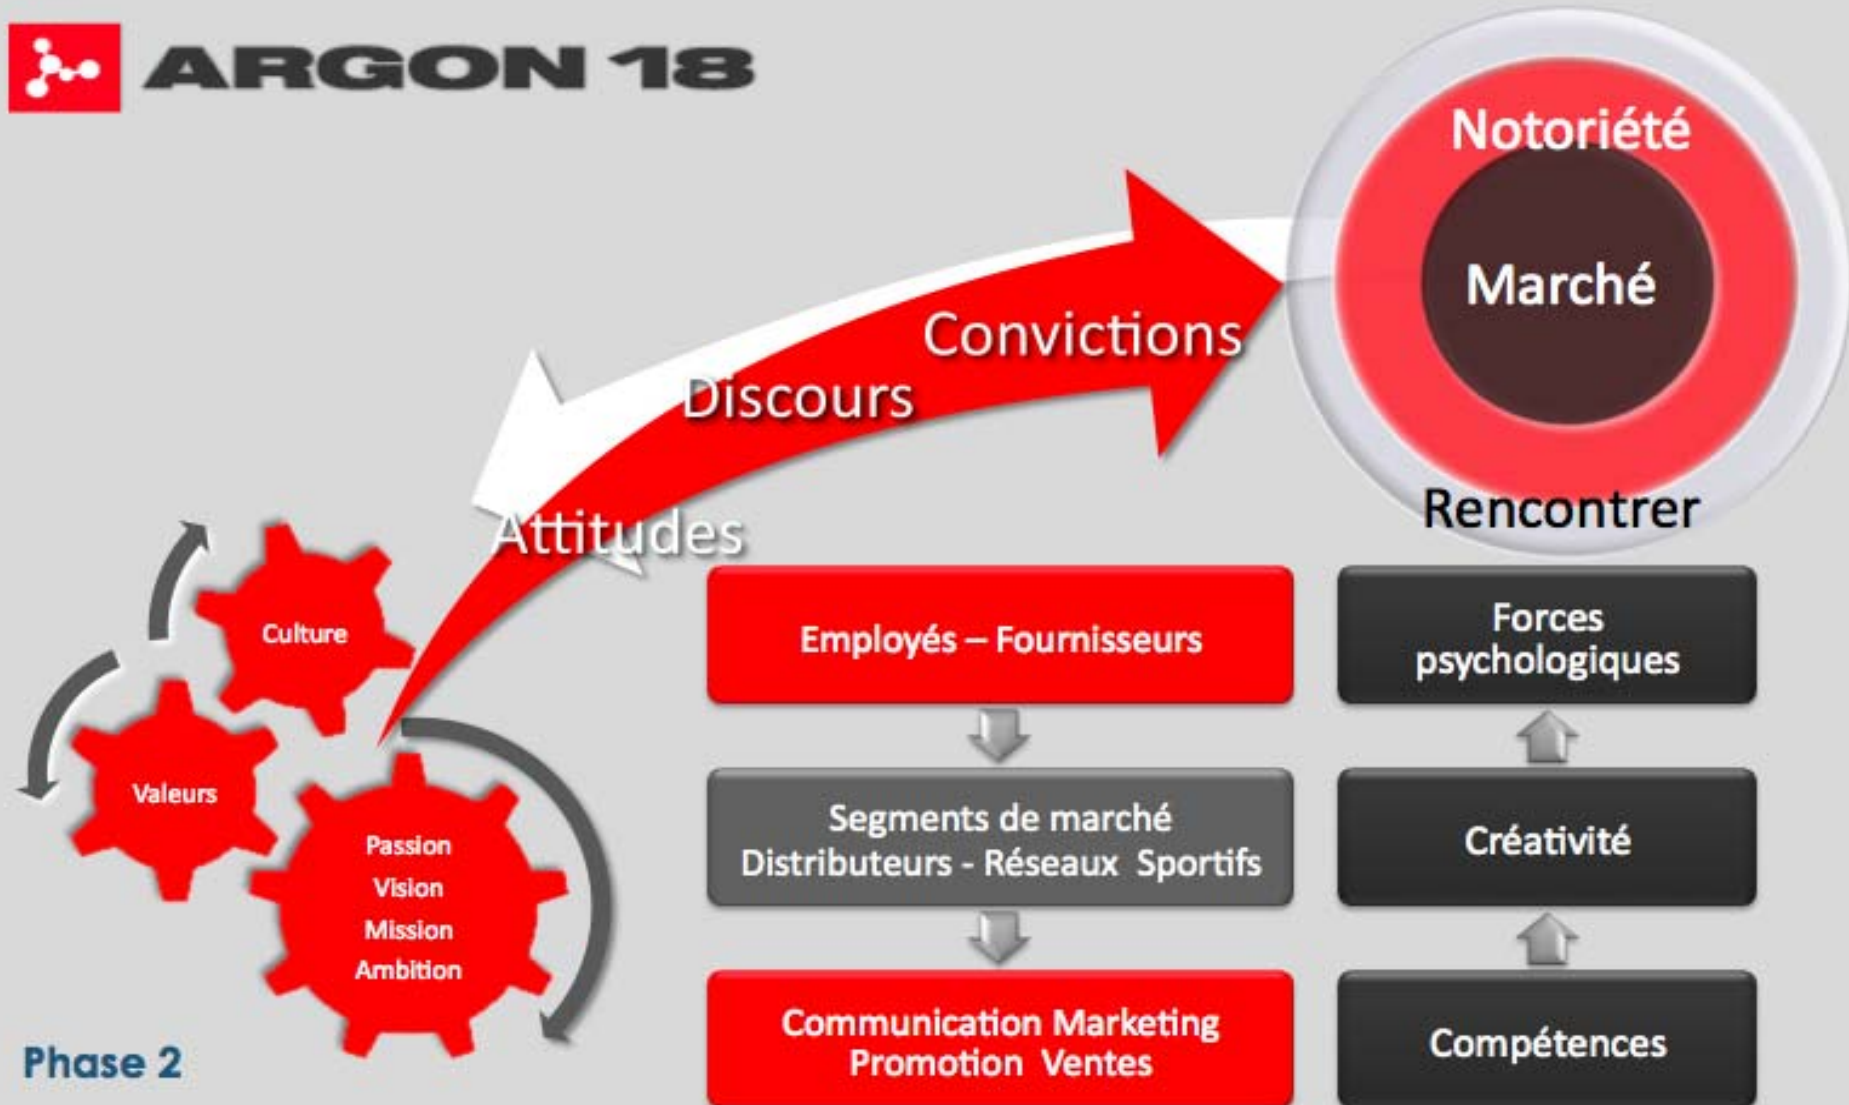 ARGON 18
Notoriété
Marché
Rencontrer
Convictions
Discours
Attitudes
Culture
Valeurs
Passion
Vision
Mission
Ambition
Employés – Fournisseurs
Segments de marché
Distributeurs - Réseaux Sportifs
Communication Marketing
Promotion Ventes
Forces
psychologiques
Créativité
Compétences
Phase 2